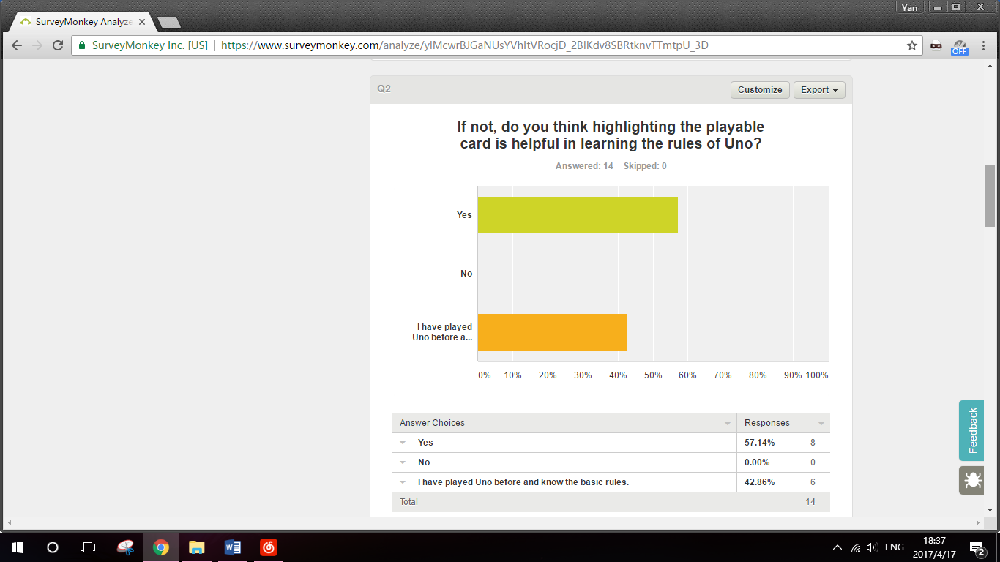 Yan
SurveyMonkey Analyze
SurveyMonkey Inc. [US] https://www.surveymonkey.com/analyze/yIMcwrBJGaNUsYVhItVRocjD_2BIKdv8SBRtknvTTmtpU_3D
OFF
Q2
Customize Export
If not, do you think highlighting the playable
card is helpful in learning the rules of Uno?
Answered: 14 Skipped: 0
Yes
No
I have played
Uno before a...
0% 10% 20% 30% 40% 50% 60% 70% 80% 90% 100%
Answer Choices Responses
Yes 57.14% 8
No 0.00% 0
I have played Uno before and know the basic rules. 42.86% 6
Total 14
Feedback
ENG
18:37
2017/4/17
2